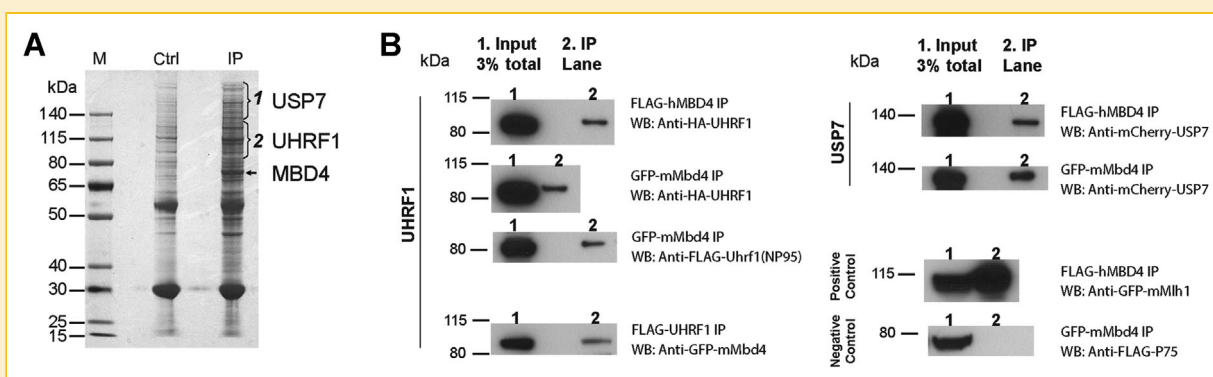 A
M Ctrl IP
kDa
140
115
80
65
50
40
30
25
15
1 USP7
2 UHRF1
MBD4
B
kDa
1. Input
3% total
2. IP
Lane
UHRF1
115
80
1 2
FLAG-hMBD4 IP
WB: Anti-HA-UHRF1
115
80
1 2
GFP-mMbd4 IP
WB: Anti-HA-UHRF1
80
1 2
GFP-mMbd4 IP
WB: Anti-FLAG-Uhrf1(NP95)
115
80
1 2
FLAG-UHRF1 IP
WB: Anti-GFP-mMbd4
kDa
1. Input
3% total
2. IP
Lane
USP7
140
1 2
FLAG-hMBD4 IP
WB: Anti-mCherry-USP7
140
1 2
GFP-mMbd4 IP
WB: Anti-mCherry-USP7
Positive
Control
115
1 2
FLAG-hMBD4 IP
WB: Anti-GFP-mMlh1
Negative
Control
80
1 2
GFP-mMbd4 IP
WB: Anti-FLAG-P75